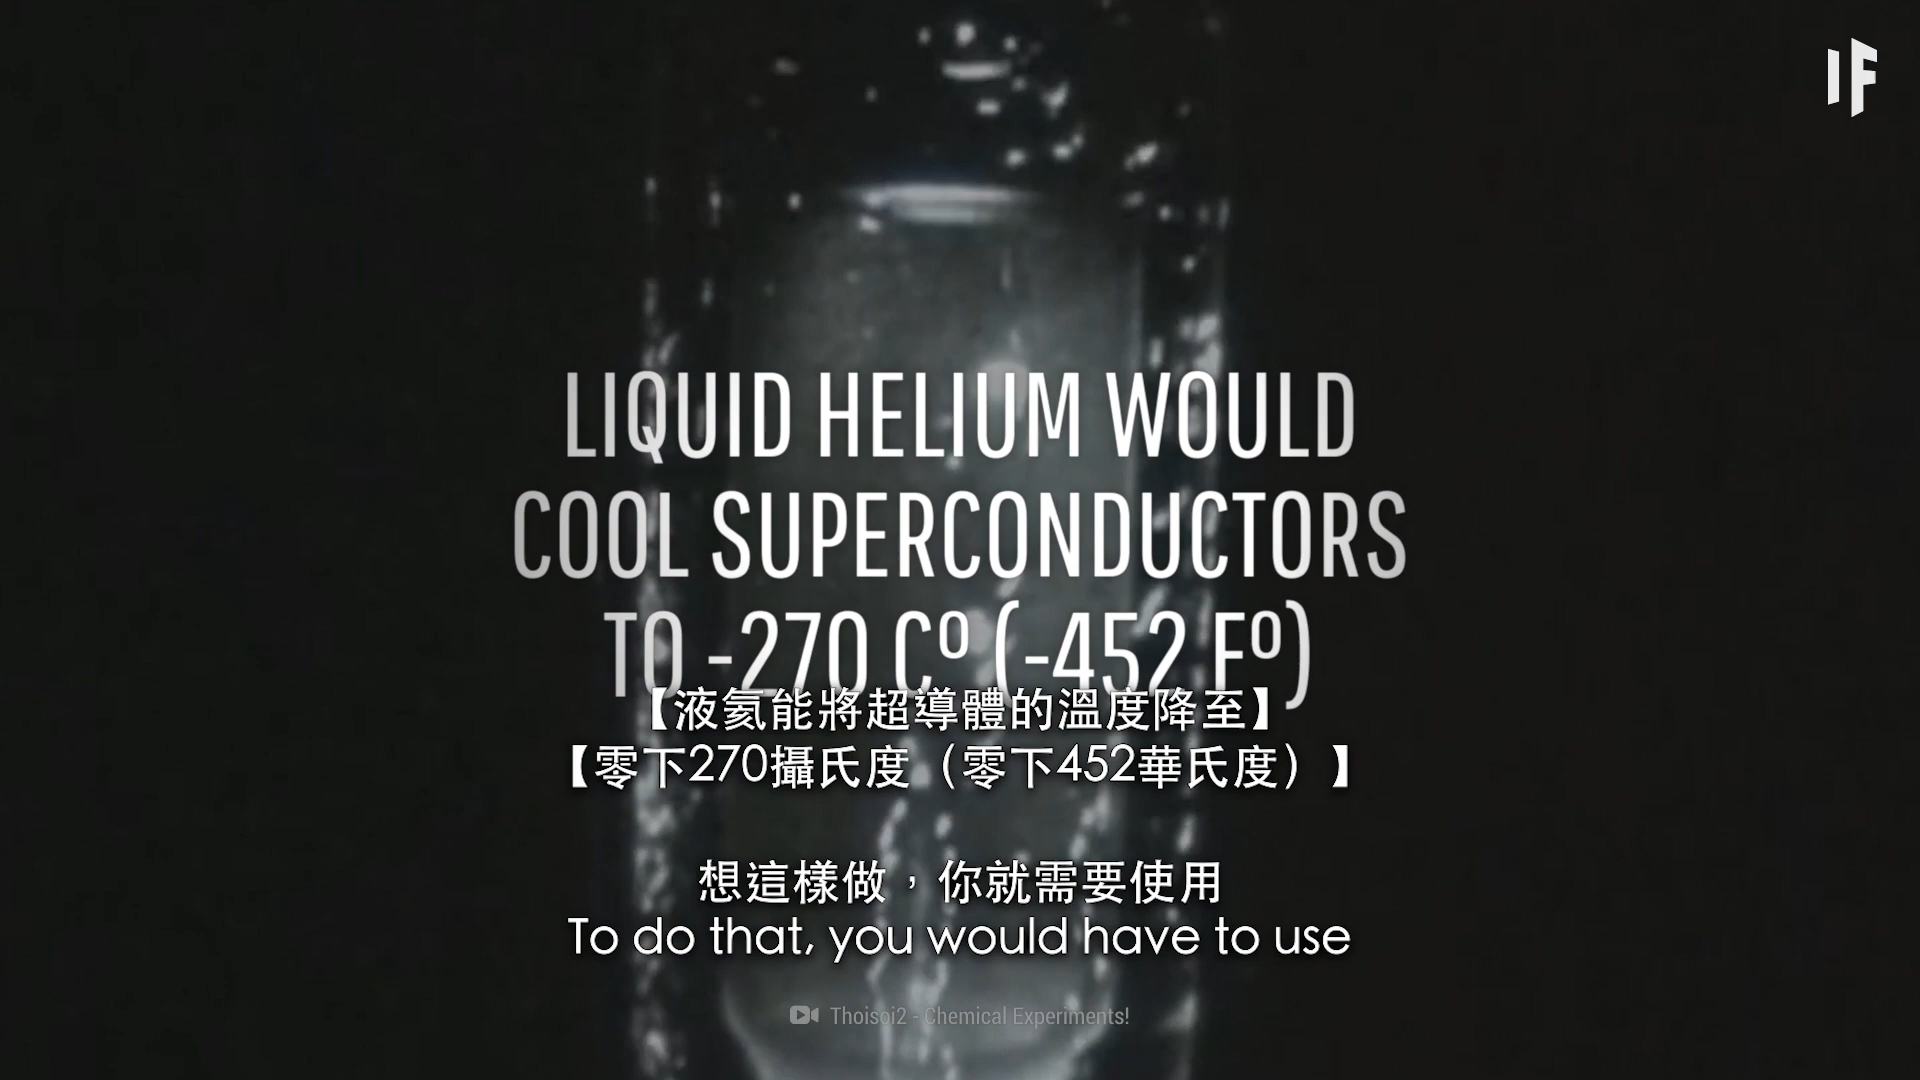 IF
LIQUID HELIUM WOULD
COOL SUPERCONDUCTORS
TO -270 Cº (-452 Fº)
【液氦能將超導體的溫度降至】
【零下270攝氏度（零下452華氏度）】
想這樣做，你就需要使用
To do that, you would have to use
Thoisoi2 - Chemical Experiments!